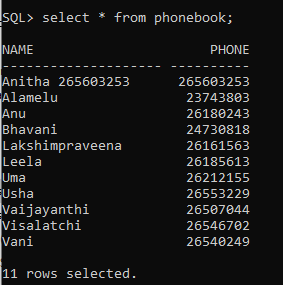 SQL> select * from phonebook;
NAME PHONE
-------------------- ----------
Anitha 265603253 265603253
Alamelu 23743803
Anu 26180243
Bhavani 24730818
Lakshimpraveena 26161563
Leela 26185613
Uma 26212155
Usha 26553229
Vaijayanthi 26507044
Visalatchi 26546702
Vani 26540249
11 rows selected.